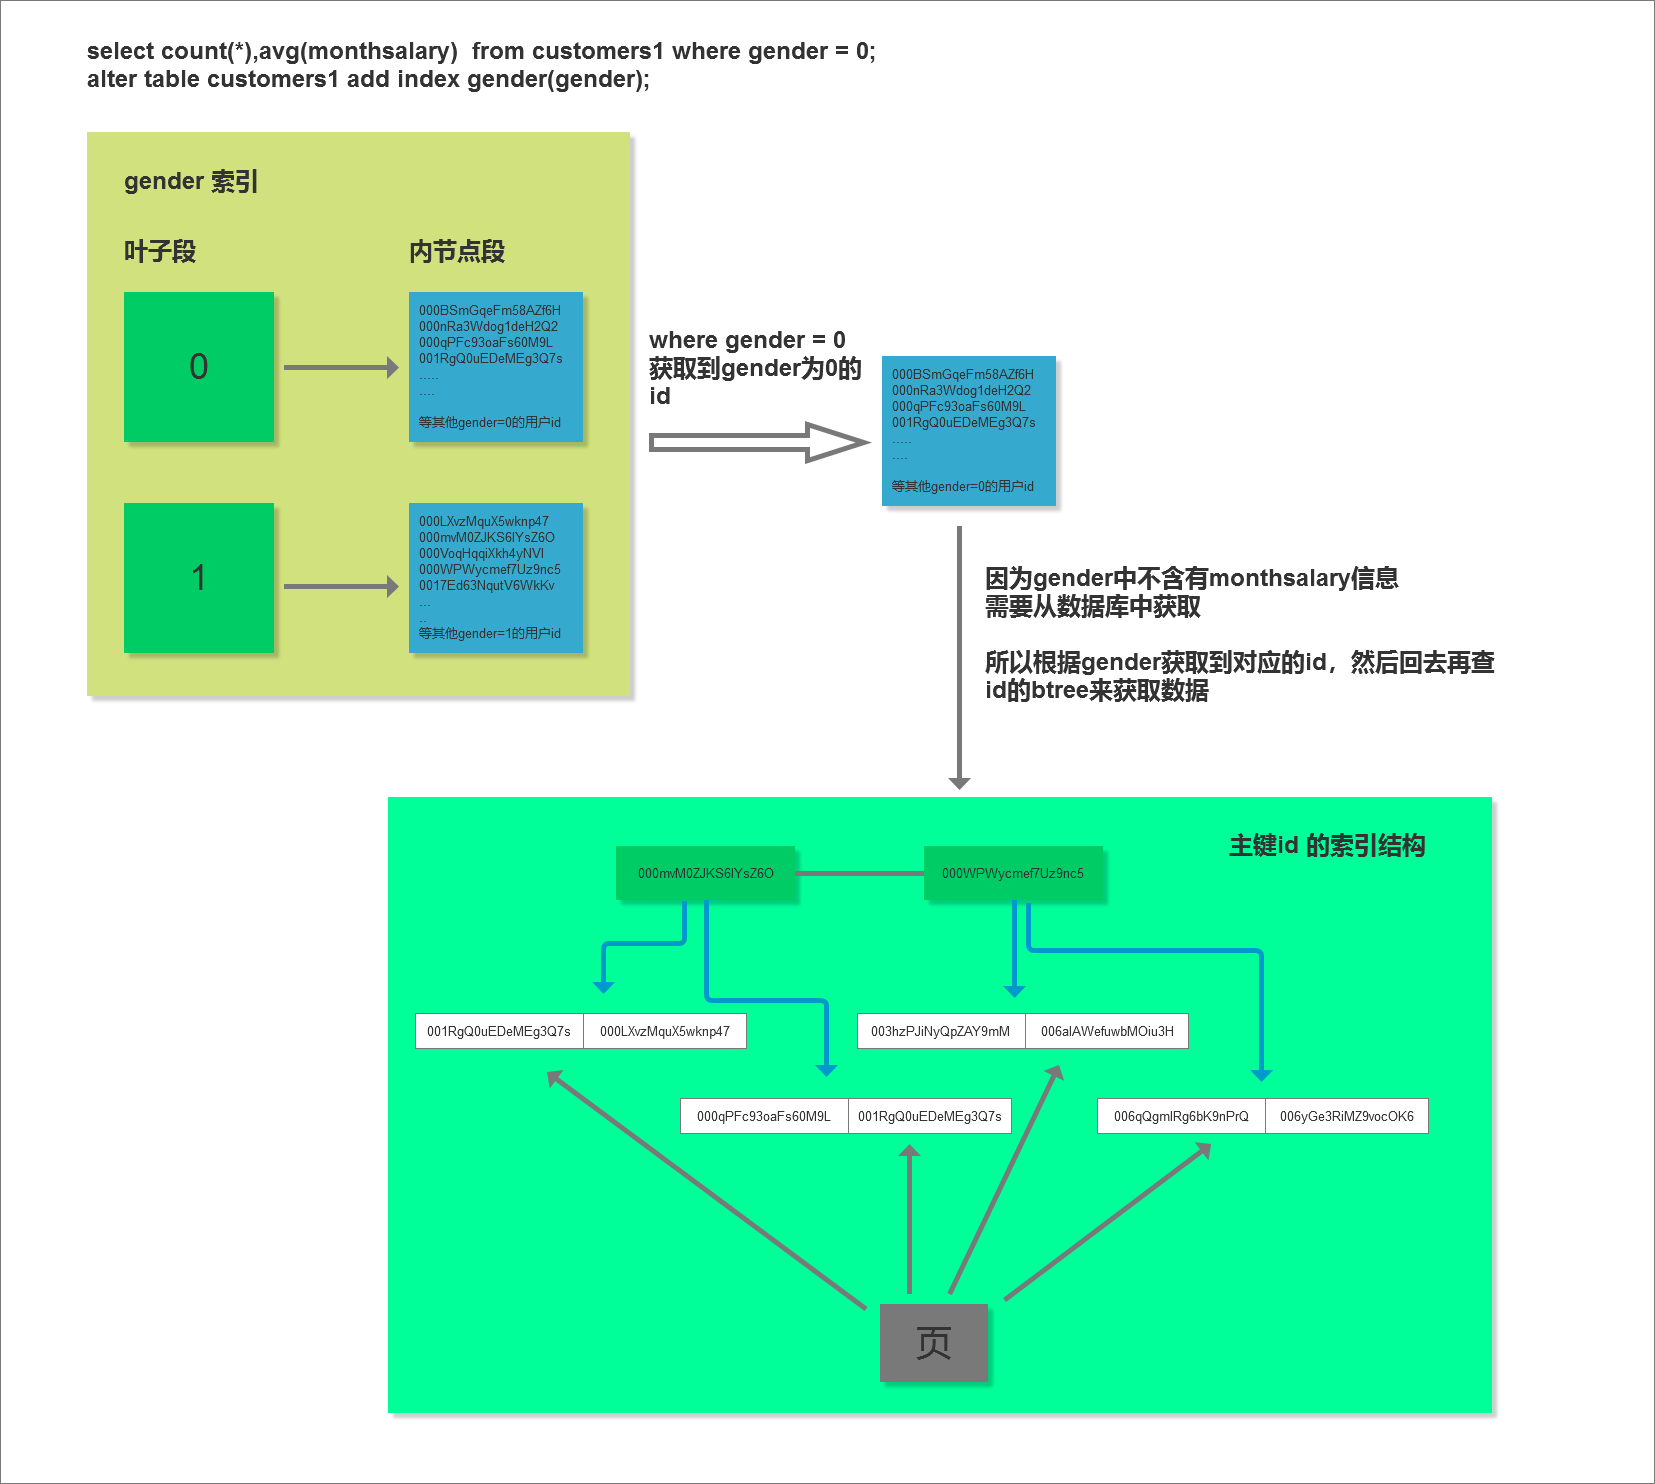 select count(*),avg(monthsalary)  from customers1 where gender = 0;
alter table customers1 add index gender(gender);
gender 索引
叶子段
内节点段
0
000BSmGqeFm58AZf6H
000nRa3Wdog1deH2Q2
000qPFc93oaFs60M9L
001RgQ0uEDeMEg3Q7s
.....
....
等其他gender=0的用户id
1
000LXvzMquX5wknp47
000mvM0ZJKS6lYsZ6O
000VoqHqqiXkh4yNVl
000WPWycmef7Uz9nc5
0017Ed63NqutV6WkKv
...
..
等其他gender=1的用户id
where gender = 0
获取到gender为0的
id
000BSmGqeFm58AZf6H
000nRa3Wdog1deH2Q2
000qPFc93oaFs60M9L
001RgQ0uEDeMEg3Q7s
.....
....
等其他gender=0的用户id
因为gender中不含有monthsalary信息
需要从数据库中获取
所以根据gender获取到对应的id，然后回去再查
id的btree来获取数据
主键id 的索引结构
000mvM0ZJKS6lYsZ6O
000WPWycmef7Uz9nc5
001RgQ0uEDeMEg3Q7s
000LXvzMquX5wknp47
003hzPJiNyQpZAY9mM
006alAWefuwbMOiu3H
000qPFc93oaFs60M9L
001RgQ0uEDeMEg3Q7s
006qQgmlRg6bK9nPrQ
006yGe3RiMZ9vocOK6
页